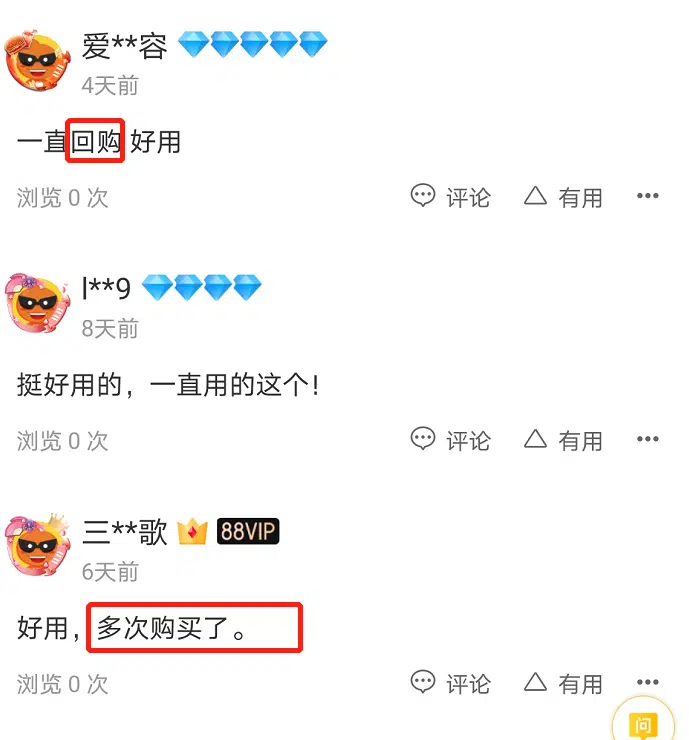 爱**容
4天前
一直回购 好用
浏览 0 次 评论 有用
l**9
8天前
挺好用的，一直用的这个！
浏览 0 次 评论 有用
三**歌 88VIP
6天前
好用，多次购买了。
浏览 0 次 评论 有用
问